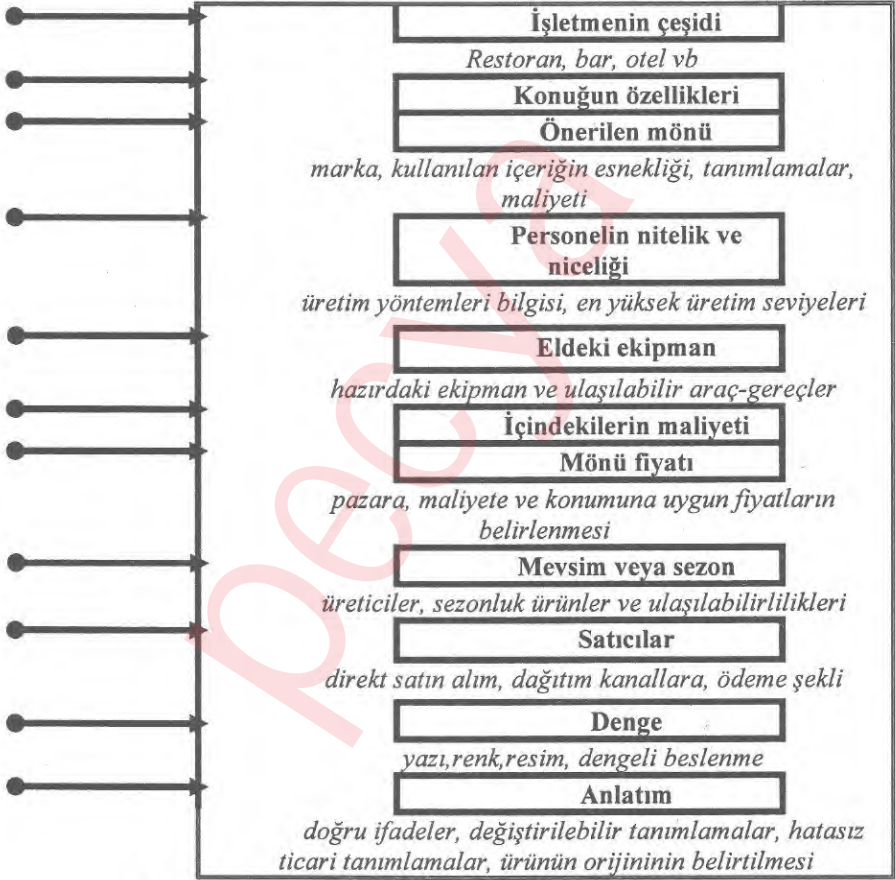 İşletmenin çeşidi
Restoran, bar, otel vb
Konuğun özellikleri
Önerilen mönü
marka, kullanılan içeriğin esnekliği, tanımlamalar,
maliyeti
Personelin nitelik ve
niceliği
üretim yöntemleri bilgisi, en yüksek üretim seviyeleri
Eldeki ekipman
hazırdaki ekipman ve ulaşılabilir araç-gereçler
İçindekilerin maliyeti
Mönü fiyatı
pazara, maliyete ve konumuna uygun fiyatların
belirlenmesi
Mevsim veya sezon
üreticiler, sezonluk ürünler ve ulaşılabilirlilikleri
Satıcılar
direkt satın alım, dağıtım kanallara, ödeme şekli
Denge
yazı,renk,resim, dengeli beslenme
Anlatım
doğru ifadeler, değiştirilebilir tanımlamalar, hatasız
ticari tanımlamalar, ürünün orijininin belirtilmesi
pecya